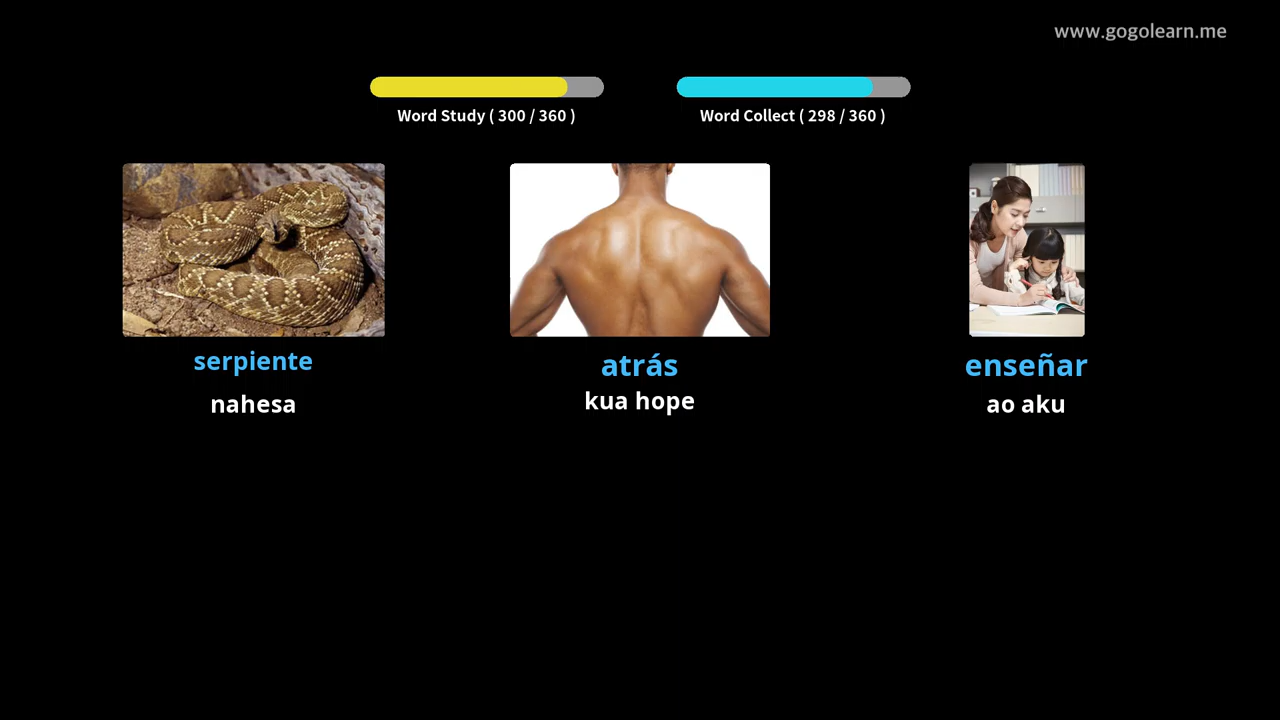 www.gogolearn.me
Word Study ( 300 / 360 )
Word Collect ( 298 / 360 )
serpiente
atrás
enseñar
nahesa
kua hope
ao aku